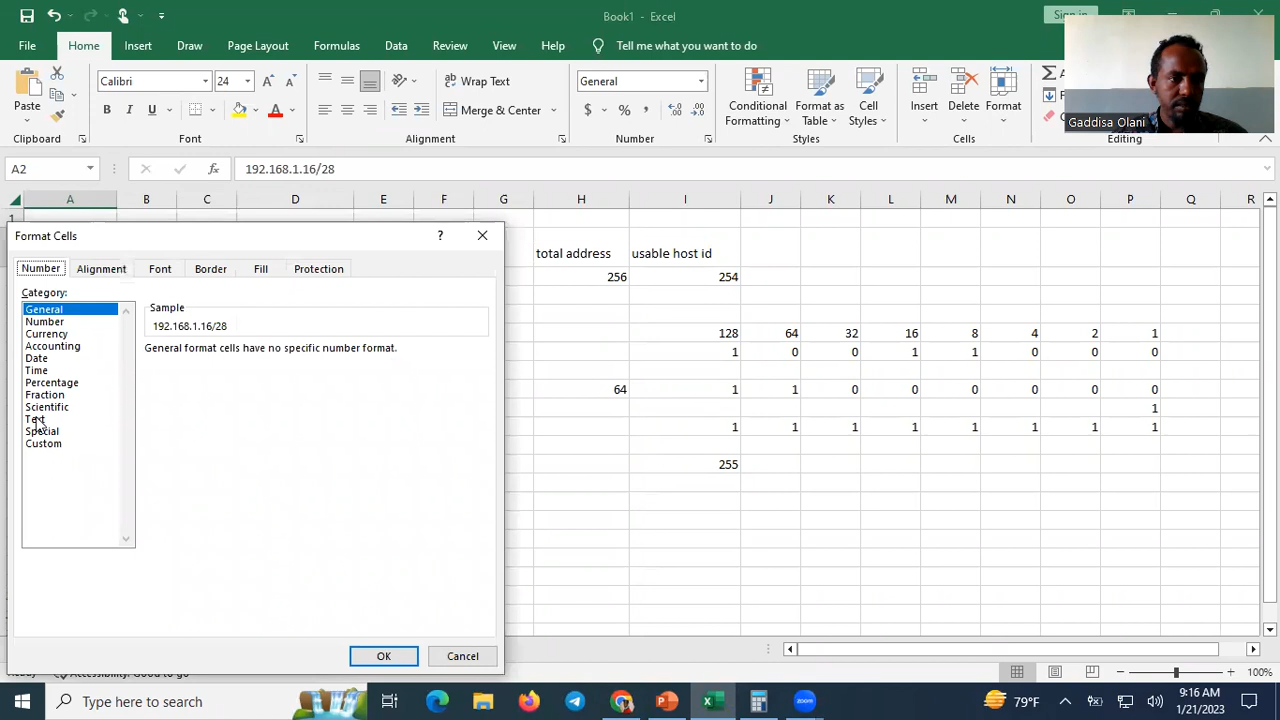 Book1 - Excel
Sign in
File Home Insert Draw Page Layout Formulas Data Review View Help Tell me what you want to do
Paste
Calibri 24
Wrap Text
General
B I U
Merge & Center
$ % ,
Conditional Formatting
Format as Table
Cell Styles
Insert Delete Format
Clipboard Font Alignment Number Styles Cells Editing
Gaddisa Olani
A2 fx 192.168.1.16/28
A B C D E F G H I J K L M N O P Q R
1
Format Cells ?
Number Alignment Font Border Fill Protection
Category:
General
Number
Currency
Accounting
Date
Time
Percentage
Fraction
Scientific
Text
Special
Custom
Sample
192.168.1.16/28
General format cells have no specific number format.
OK Cancel
total address usable host id
256 254
128 64 32 16 8 4 2 1
1 0 0 1 1 0 0 0
64 1 1 0 0 0 0 0 0
1
1 1 1 1 1 1 1 1
255
Ready Accessibility: Good to go
100%
Type here to search
zoom
79°F
9:16 AM
1/21/2023